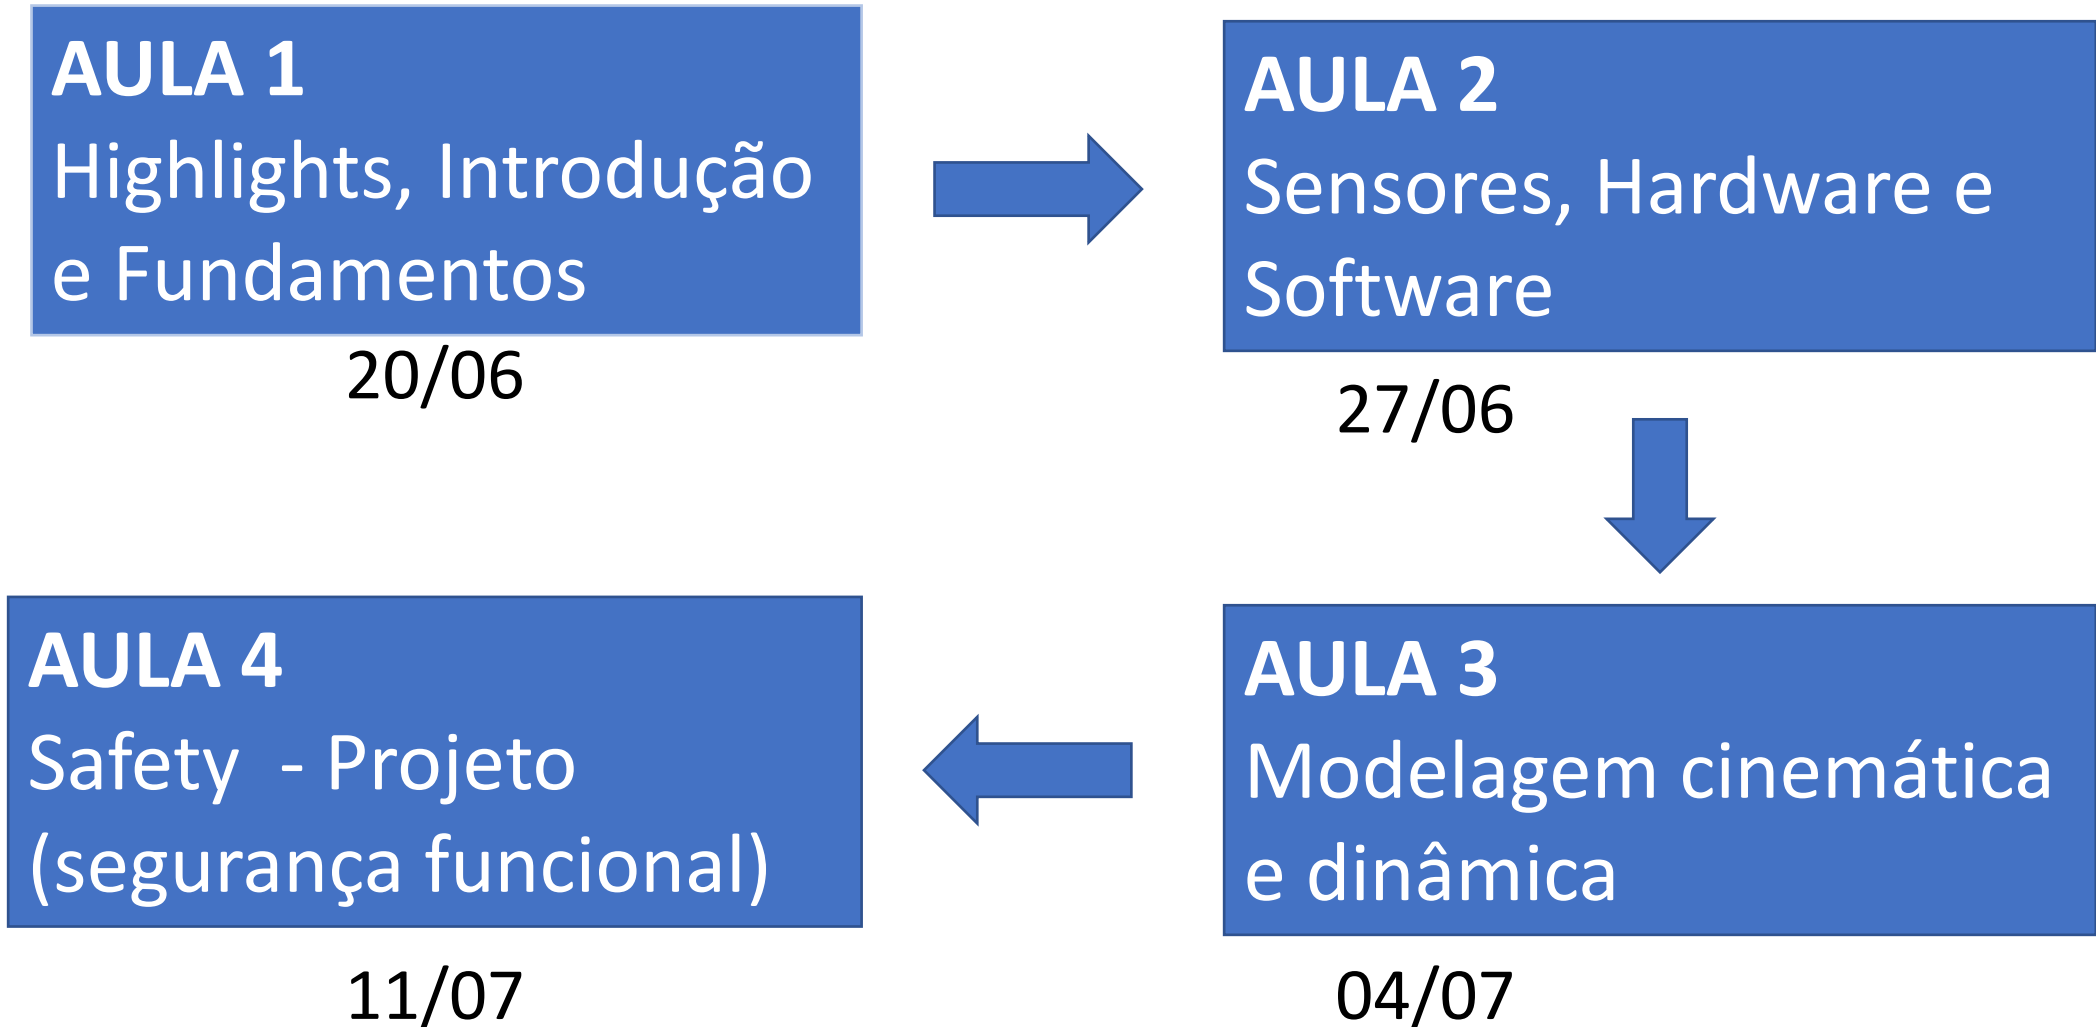 AULA 1
Highlights, Introdução
e Fundamentos
20/06
AULA 2
Sensores, Hardware e
Software
27/06
AULA 3
Modelagem cinemática
e dinâmica
04/07
AULA 4
Safety  - Projeto
(segurança funcional)
11/07